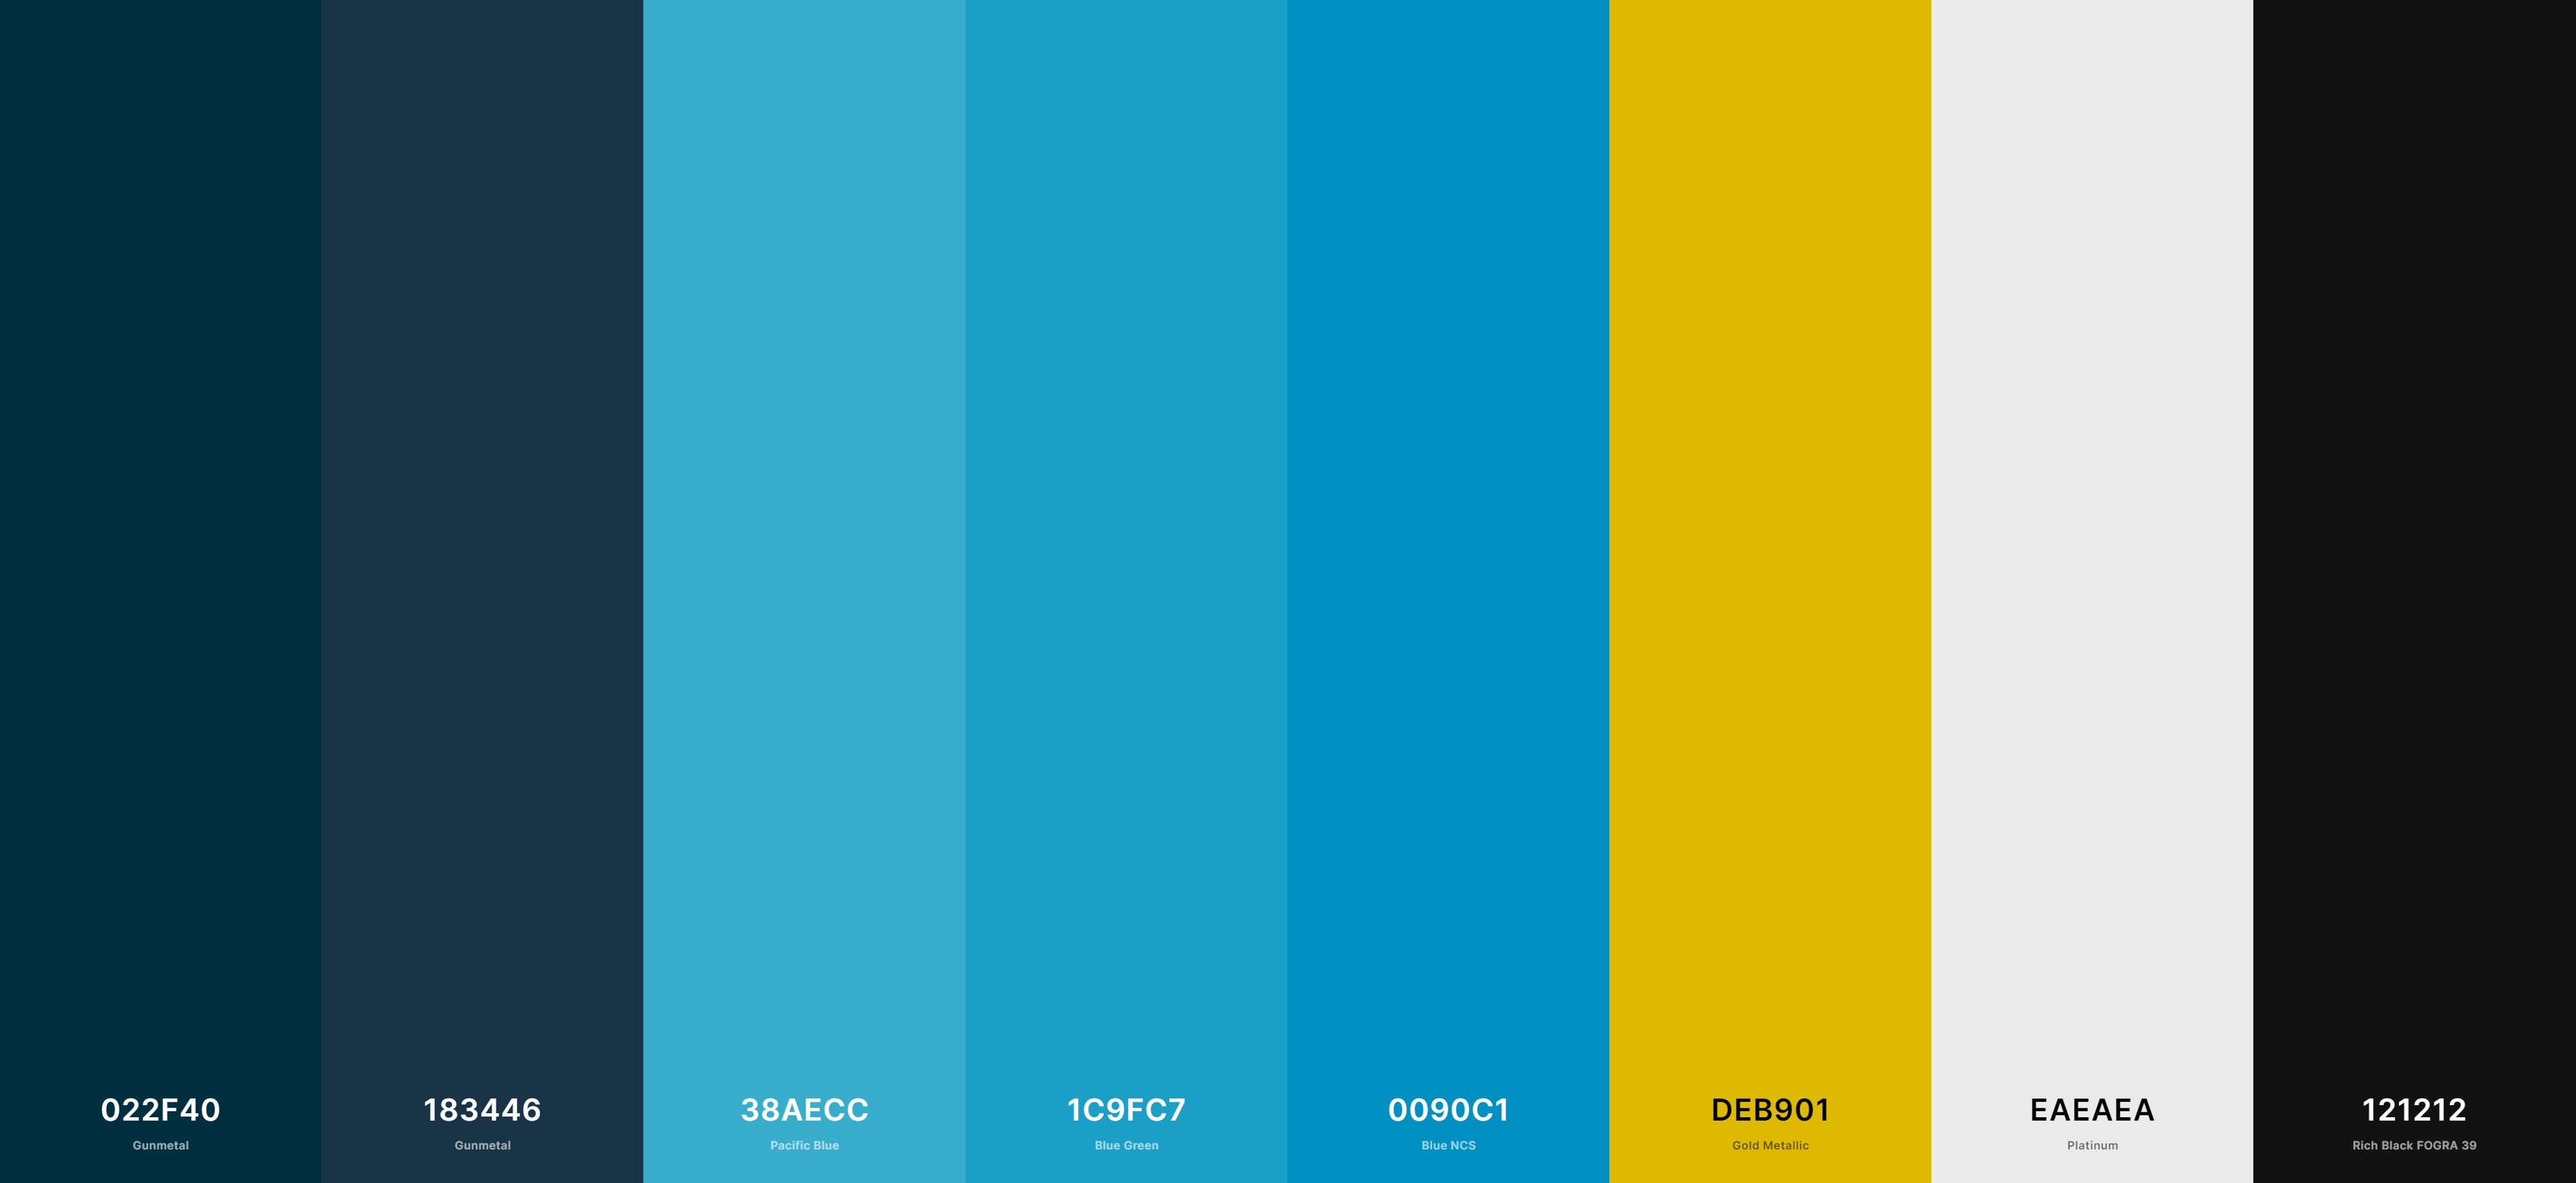 022F40
Gunmetal
183446
Gunmetal
38AECC
Pacific Blue
1C9FC7
Blue Green
0090C1
Blue NCS
DEB901
Gold Metallic
EAEAEA
Platinum
121212
Rich Black FOGRA 39